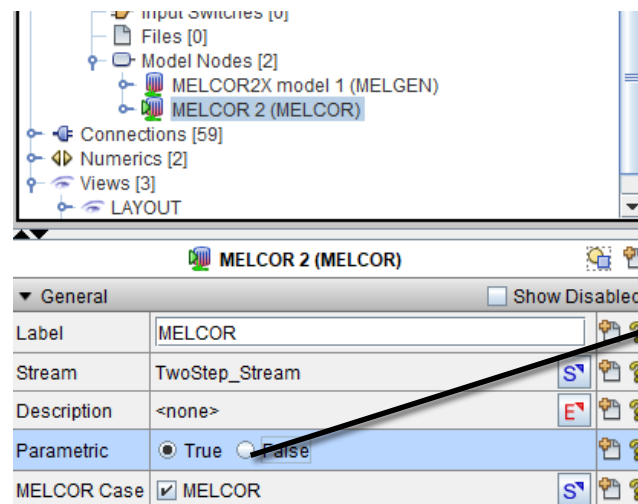 Input Switches [0]
Files [0]
Model Nodes [2]
MELCOR2X model 1 (MELGEN)
MELCOR 2 (MELCOR)
Connections [59]
Numerics [2]
Views [3]
LAYOUT
MELCOR 2 (MELCOR)
General Show Disabled
Label MELCOR
Stream TwoStep_Stream S
Description <none> E
Parametric True False
MELCOR Case MELCOR S